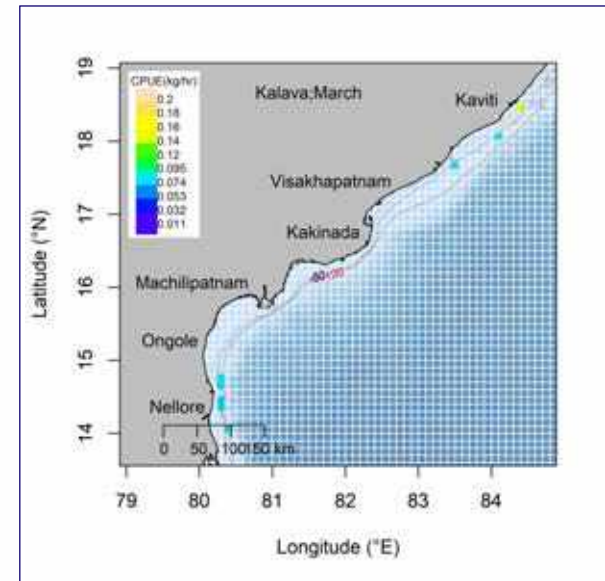 CPUE(kg/hr)
0.2
0.18
0.16
0.14
0.12
0.095
0.074
0.053
0.032
0.011
Kalava;March
Kaviti
Visakhapatnam
Kakinada
Machilipatnam
Ongole
Nellore
0 50 100150 km
19
18
17
16
15
14
Latitude (°N)
79 80 81 82 83 84
Longitude (°E)